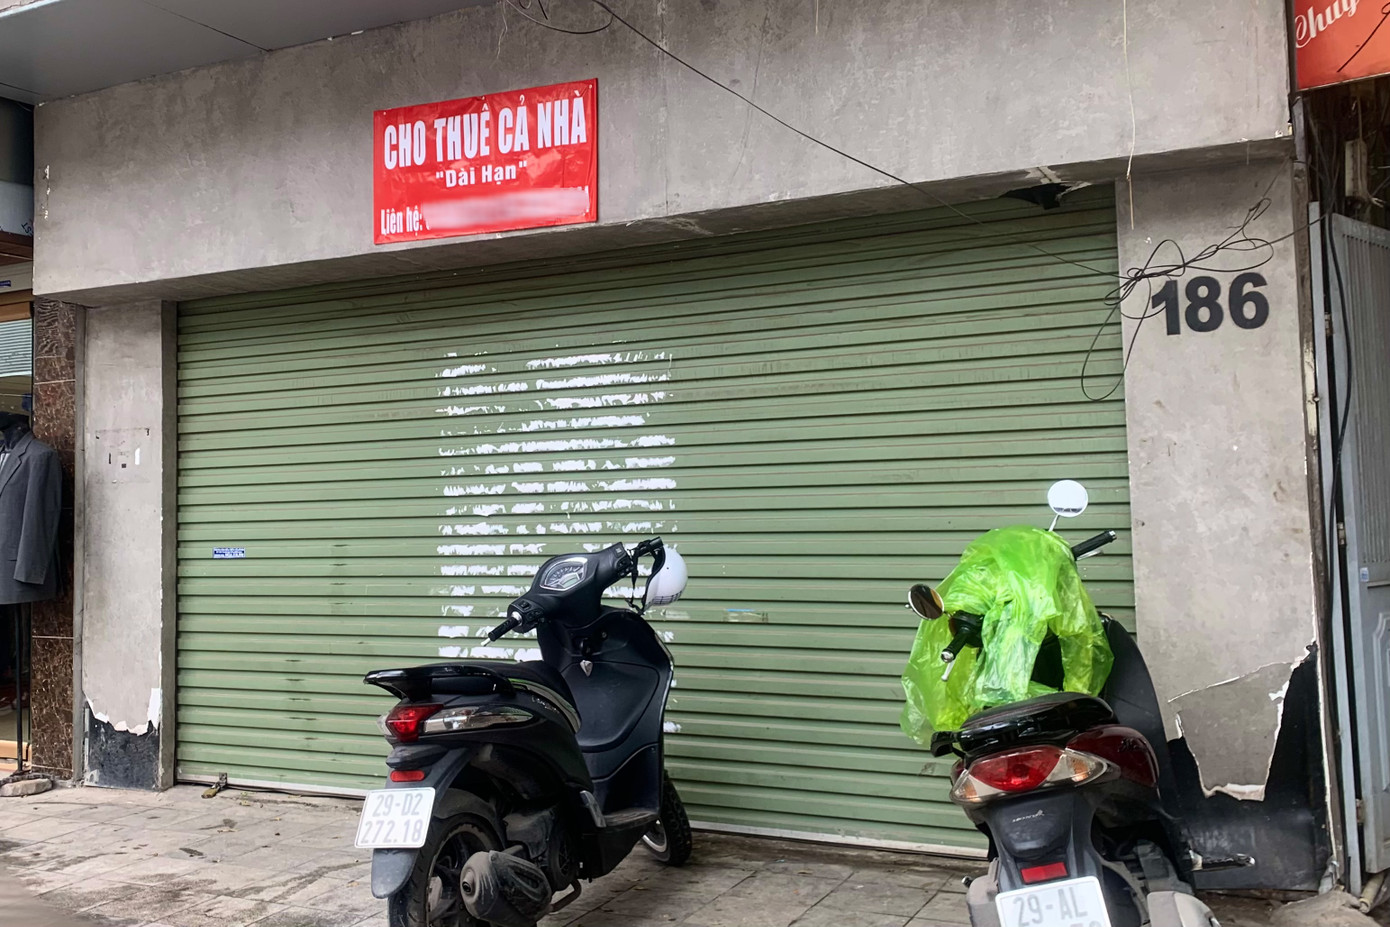 CHO THUÊ CẢ NHÀ
"Dài Hạn"
Liên hệ:
186
29-D2
272.18
29-AL